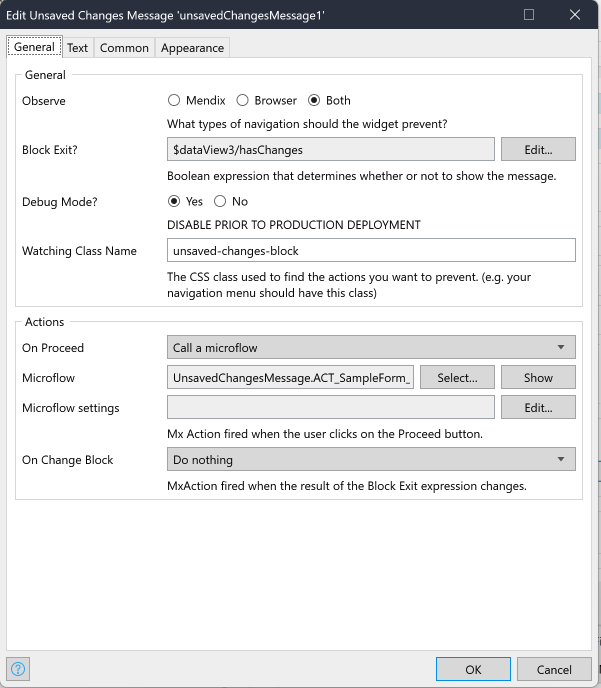 Edit Unsaved Changes Message 'unsavedChangesMessage1'
General Text Common Appearance
General
Observe Mendix Browser Both
What types of navigation should the widget prevent?
Block Exit? $dataView3/hasChanges Edit...
Boolean expression that determines whether or not to show the message.
Debug Mode? Yes No
DISABLE PRIOR TO PRODUCTION DEPLOYMENT
Watching Class Name unsaved-changes-block
The CSS class used to find the actions you want to prevent. (e.g. your
navigation menu should have this class)
Actions
On Proceed Call a microflow
Microflow UnsavedChangesMessage.ACT_SampleForm_ Select... Show
Microflow settings Edit...
Mx Action fired when the user clicks on the Proceed button.
On Change Block Do nothing
MxAction fired when the result of the Block Exit expression changes.
? OK Cancel